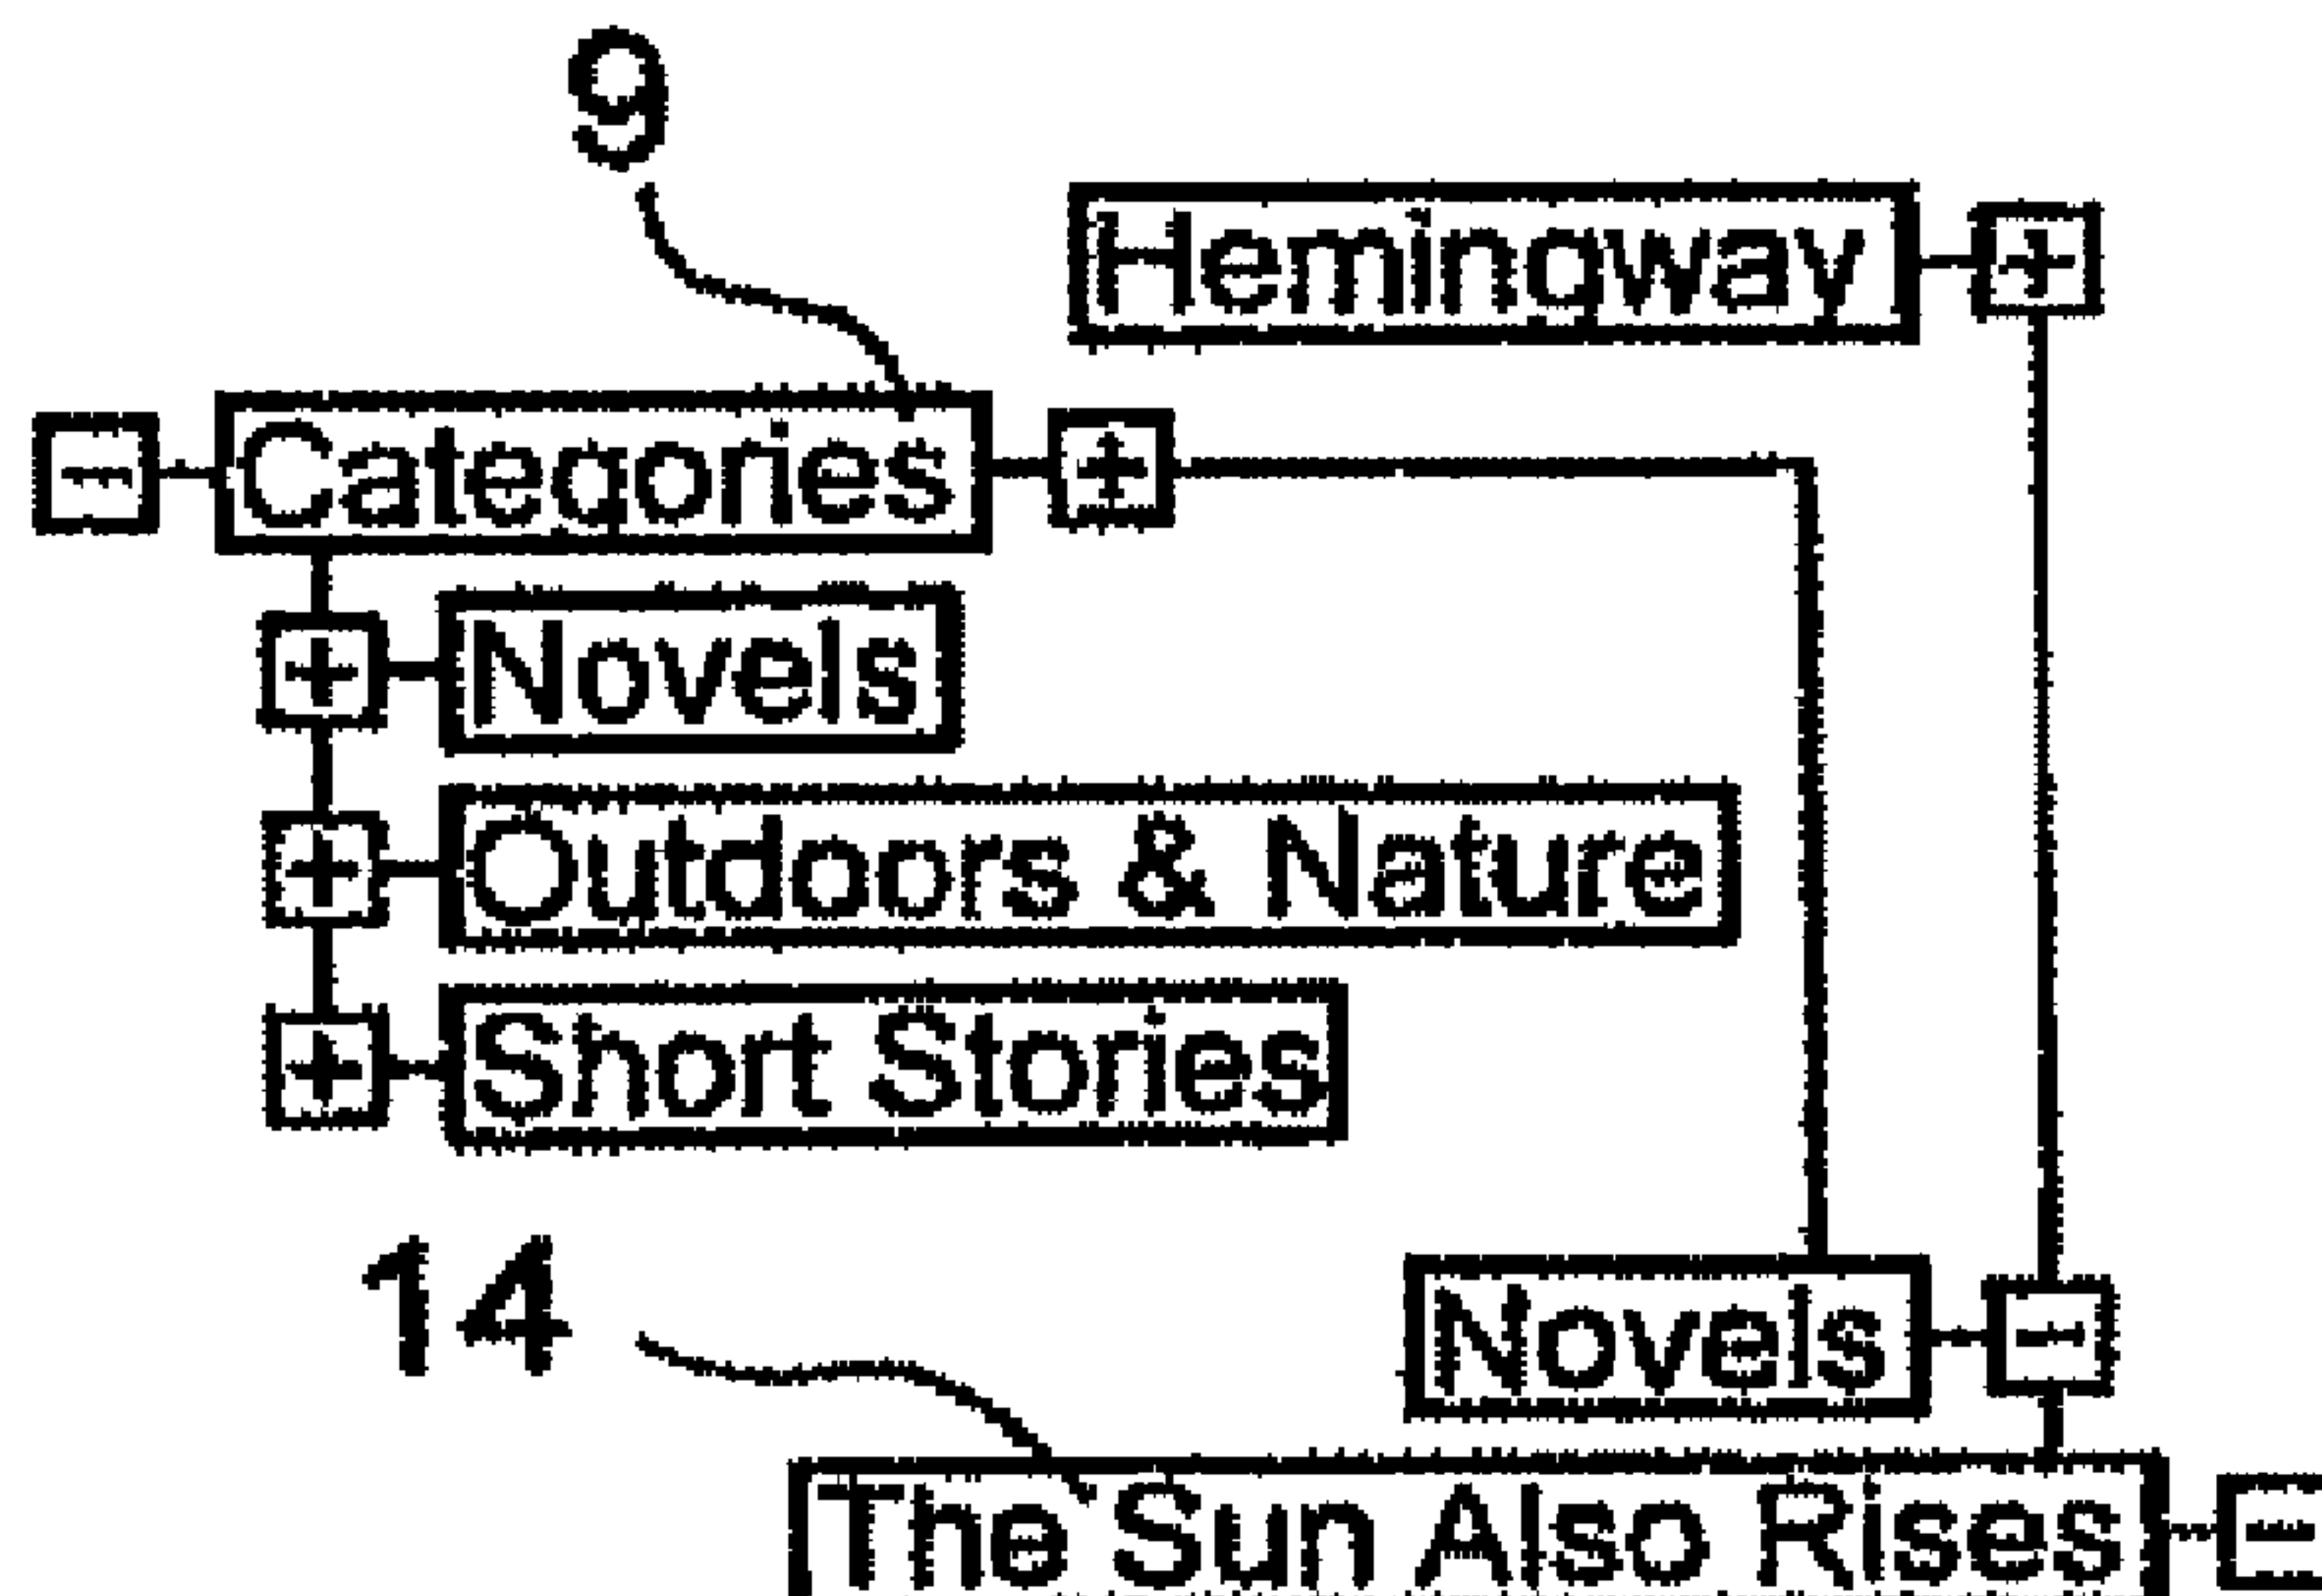 9
Hemingway +
- Categories +
+ Novels
+ Outdoors & Nature
+ Short Stories
14
Novels -
The Sun Also Rises -